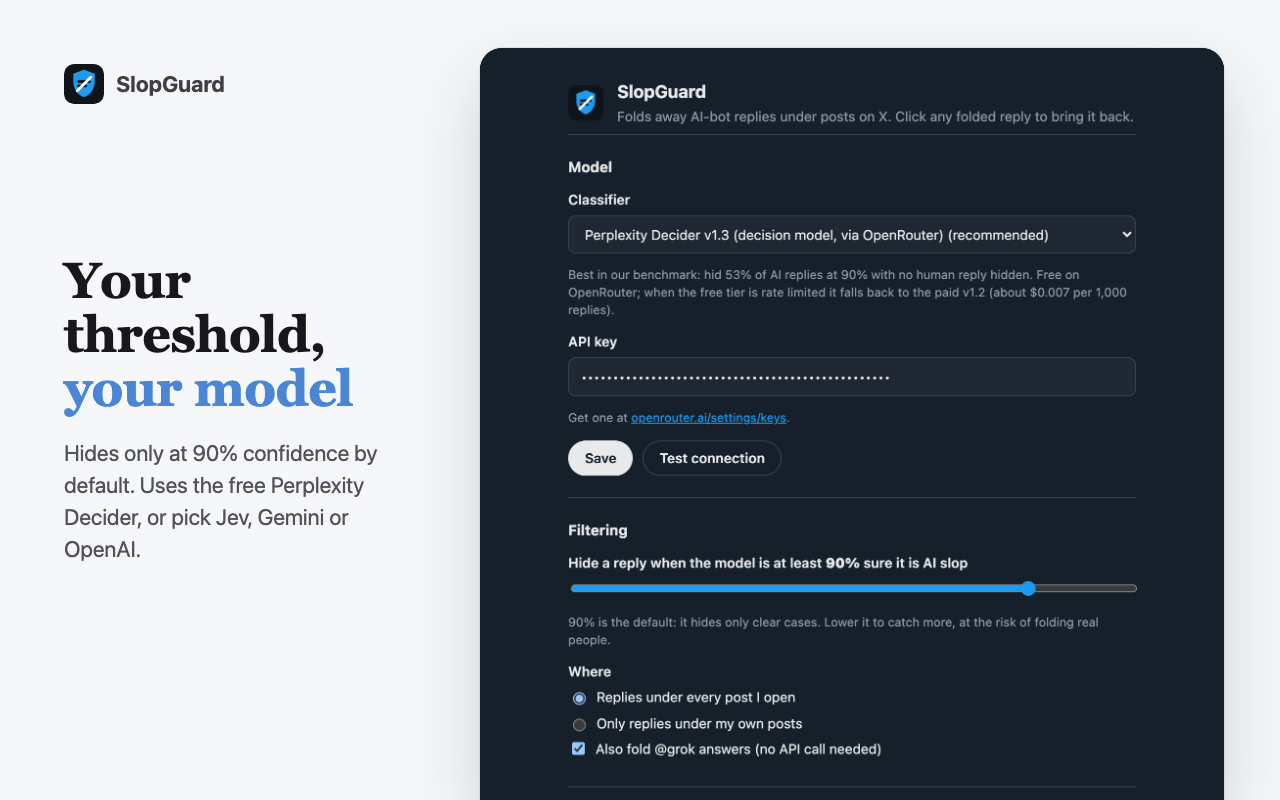 SlopGuard
Your
threshold,
your model
Hides only at 90% confidence by
default. Uses the free Perplexity
Decider, or pick Jev, Gemini or
OpenAI.
SlopGuard
Folds away AI-bot replies under posts on X. Click any folded reply to bring it back.
Model
Classifier
Perplexity Decider v1.3 (decision model, via OpenRouter) (recommended)
Best in our benchmark: hid 53% of AI replies at 90% with no human reply hidden. Free on
OpenRouter; when the free tier is rate limited it falls back to the paid v1.2 (about $0.007 per 1,000
replies).
API key
Get one at openrouter.ai/settings/keys.
Save
Test connection
Filtering
Hide a reply when the model is at least 90% sure it is AI slop
90% is the default: it hides only clear cases. Lower it to catch more, at the risk of folding real
people.
Where
Replies under every post I open
Only replies under my own posts
Also fold @grok answers (no API call needed)